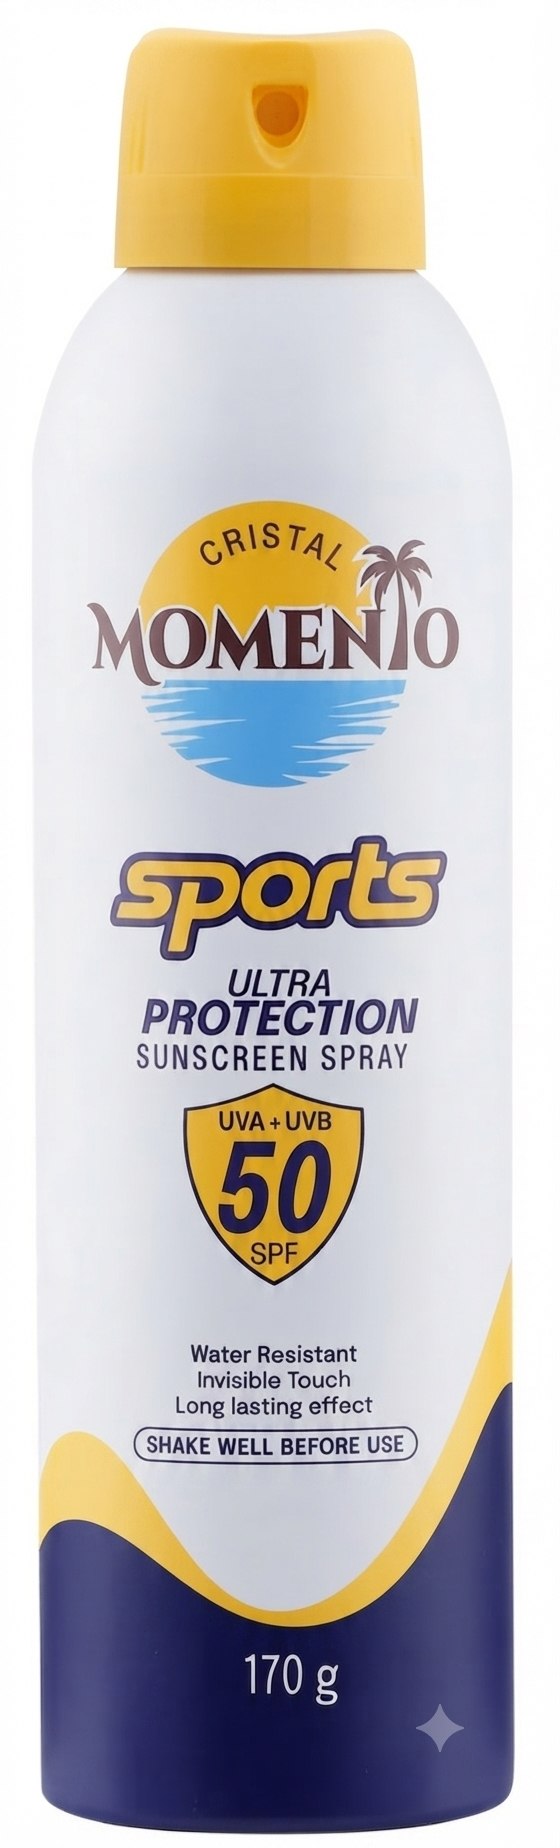 CRISTAL
MOMENTO
sports
ULTRA
PROTECTION
SUNSCREEN SPRAY
UVA + UVB
50
SPF
Water Resistant
Invisible Touch
Long lasting effect
SHAKE WELL BEFORE USE
170 g